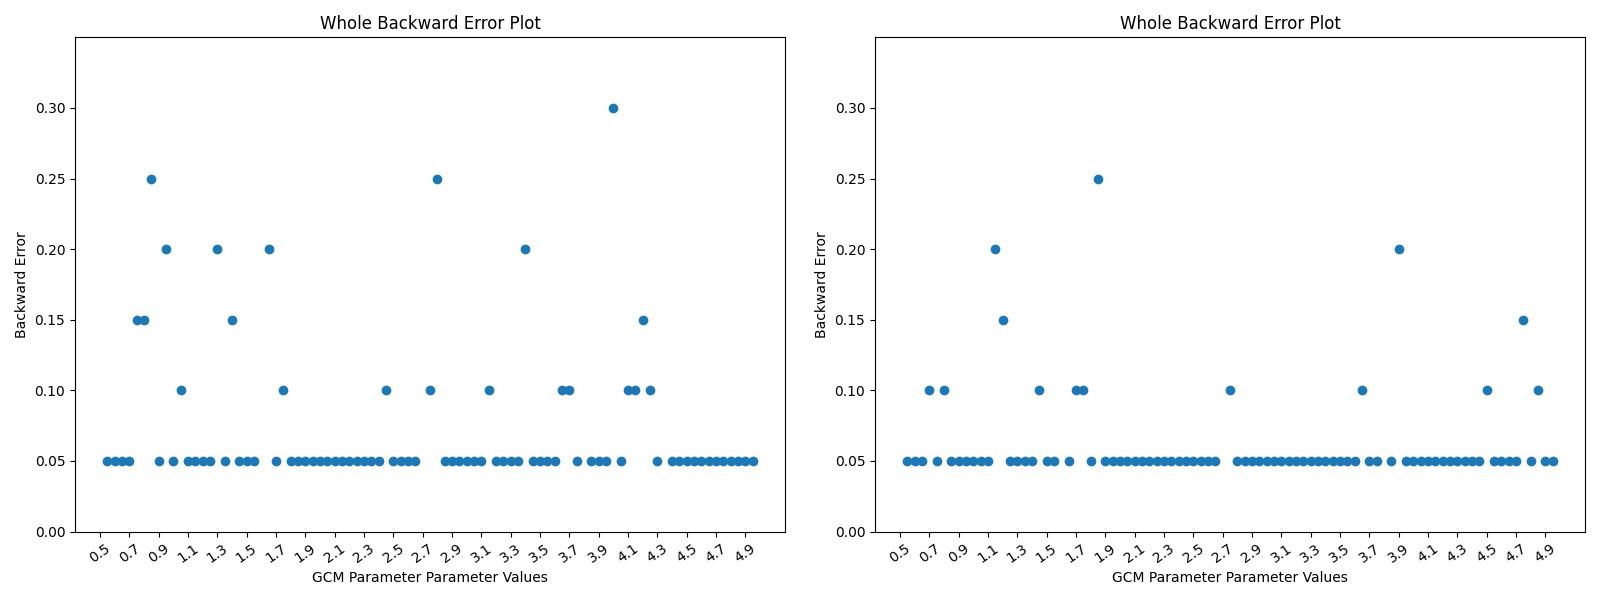 Whole Backward Error Plot
Backward Error
0.30
0.25
0.20
0.15
0.10
0.05
0.00
0.5 0.7 0.9 1.1 1.3 1.5 1.7 1.9 2.1 2.3 2.5 2.7 2.9 3.1 3.3 3.5 3.7 3.9 4.1 4.3 4.5 4.7 4.9
GCM Parameter Parameter Values
Whole Backward Error Plot
Backward Error
0.30
0.25
0.20
0.15
0.10
0.05
0.00
0.5 0.7 0.9 1.1 1.3 1.5 1.7 1.9 2.1 2.3 2.5 2.7 2.9 3.1 3.3 3.5 3.7 3.9 4.1 4.3 4.5 4.7 4.9
GCM Parameter Parameter Values